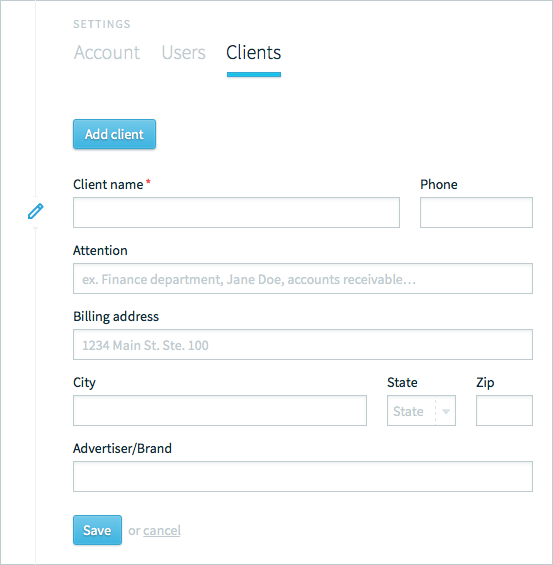 SETTINGS
Account Users Clients
Add client
Client name * Phone
Attention
ex. Finance department, Jane Doe, accounts receivable...
Billing address
1234 Main St. Ste. 100
City State Zip
State
Advertiser/Brand
Save or cancel